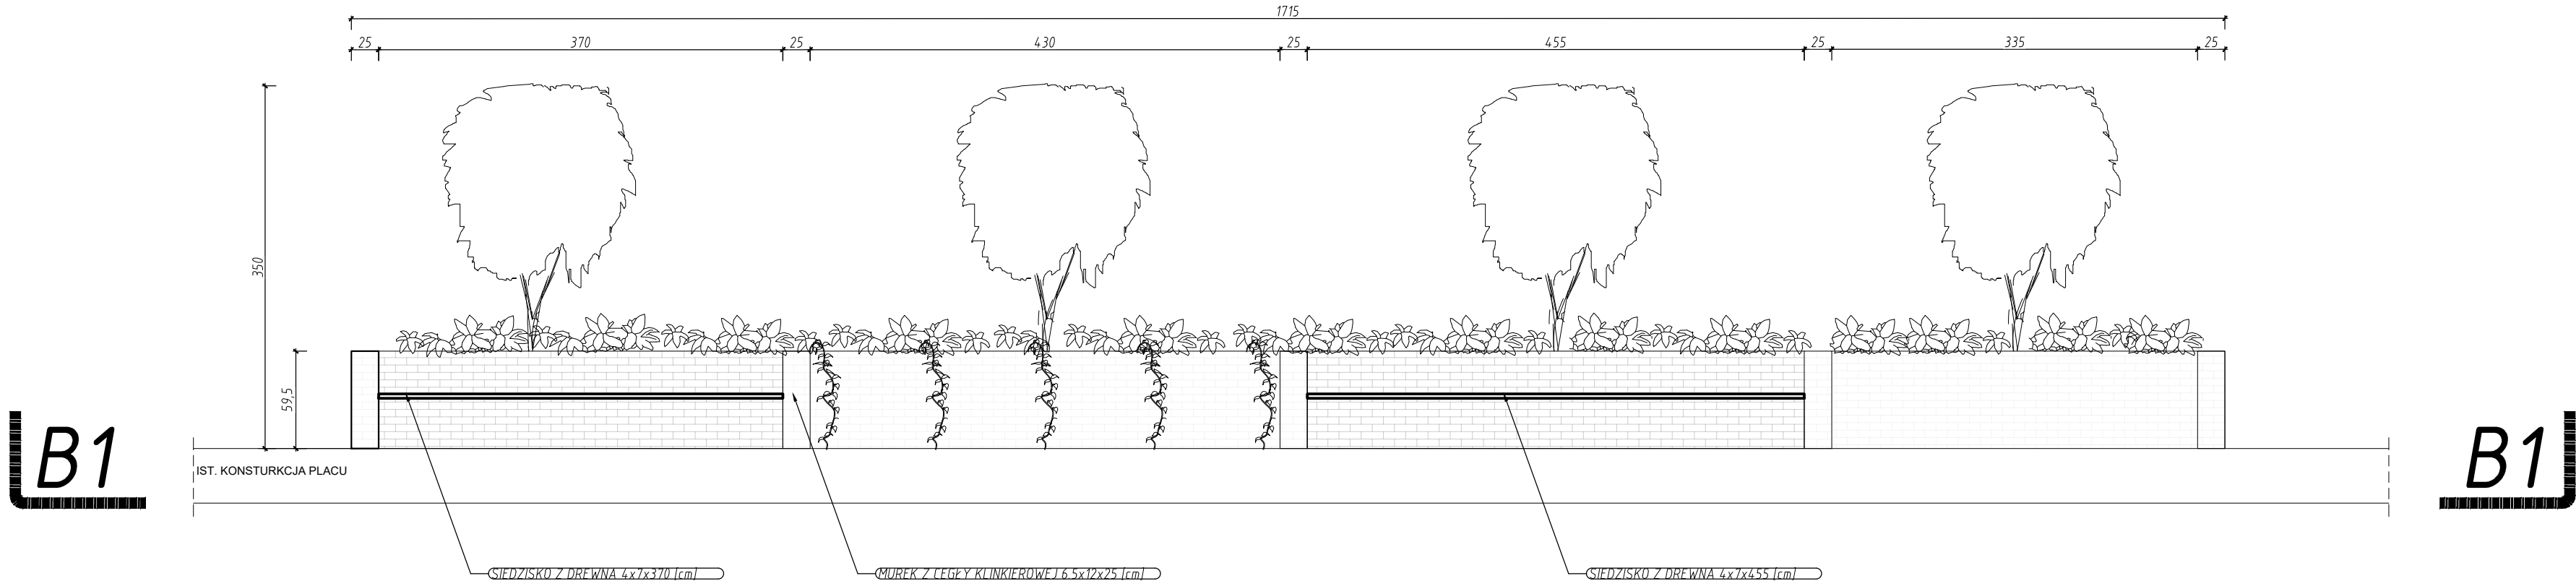 1715
25 370 25 430 25 455 25 335 25
350
59,5
B1 B1
IST. KONSTURKCJA PLACU
SIEDZISKO Z DREWNA 4x7x370 [cm] MUREK Z CEGŁY KLINKIEROWEJ 6.5x12x25 [cm] SIEDZISKO Z DREWNA 4x7x455 [cm]